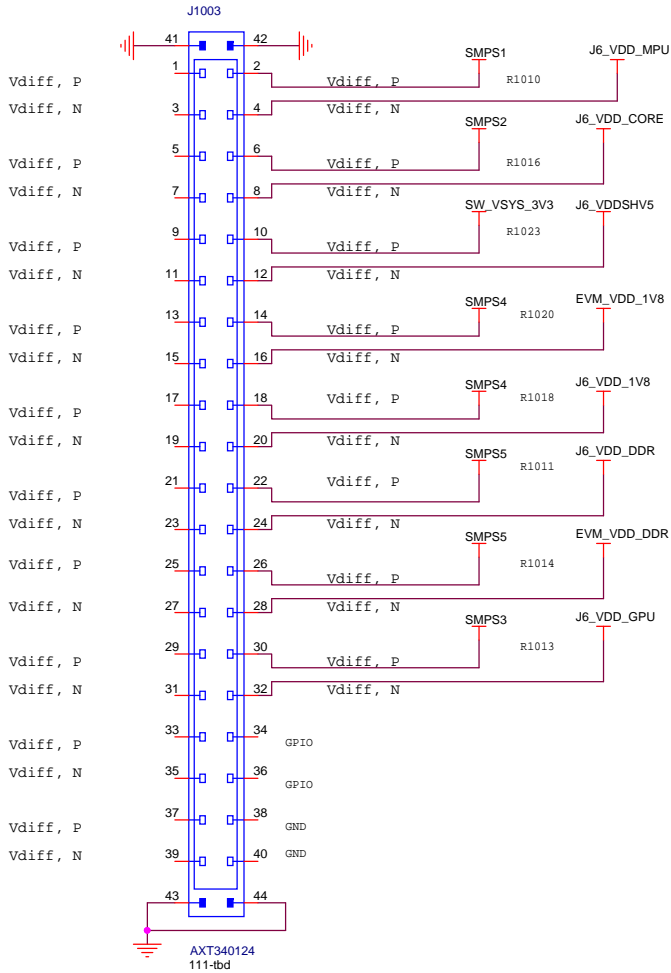 J1003
41 42
SMPS1 J6_VDD_MPU
1 2
Vdiff, P Vdiff, P R1010
Vdiff, N 3 4 Vdiff, N
SMPS2 J6_VDD_CORE
5 6
Vdiff, P Vdiff, P R1016
Vdiff, N 7 8 Vdiff, N
SW_VSYS_3V3 J6_VDDSHV5
9 10 R1023
Vdiff, P Vdiff, P
Vdiff, N 11 12 Vdiff, N
SMPS4 EVM_VDD_1V8
13 14 R1020
Vdiff, P Vdiff, P
Vdiff, N 15 16 Vdiff, N
SMPS4 J6_VDD_1V8
17 18 Vdiff, P R1018
Vdiff, P
Vdiff, N 19 20 Vdiff, N
SMPS5 J6_VDD_DDR
21 22 Vdiff, P R1011
Vdiff, P
Vdiff, N 23 24 Vdiff, N
SMPS5 EVM_VDD_DDR
Vdiff, P 25 26 R1014
Vdiff, P
Vdiff, N 27 28 Vdiff, N
SMPS3 J6_VDD_GPU
29 30 R1013
Vdiff, P Vdiff, P
Vdiff, N 31 32 Vdiff, N
33 34
Vdiff, P GPIO
Vdiff, N 35 36
GPIO
37 38
Vdiff, P GND
Vdiff, N 39 40 GND
43 44
AXT340124
111-tbd